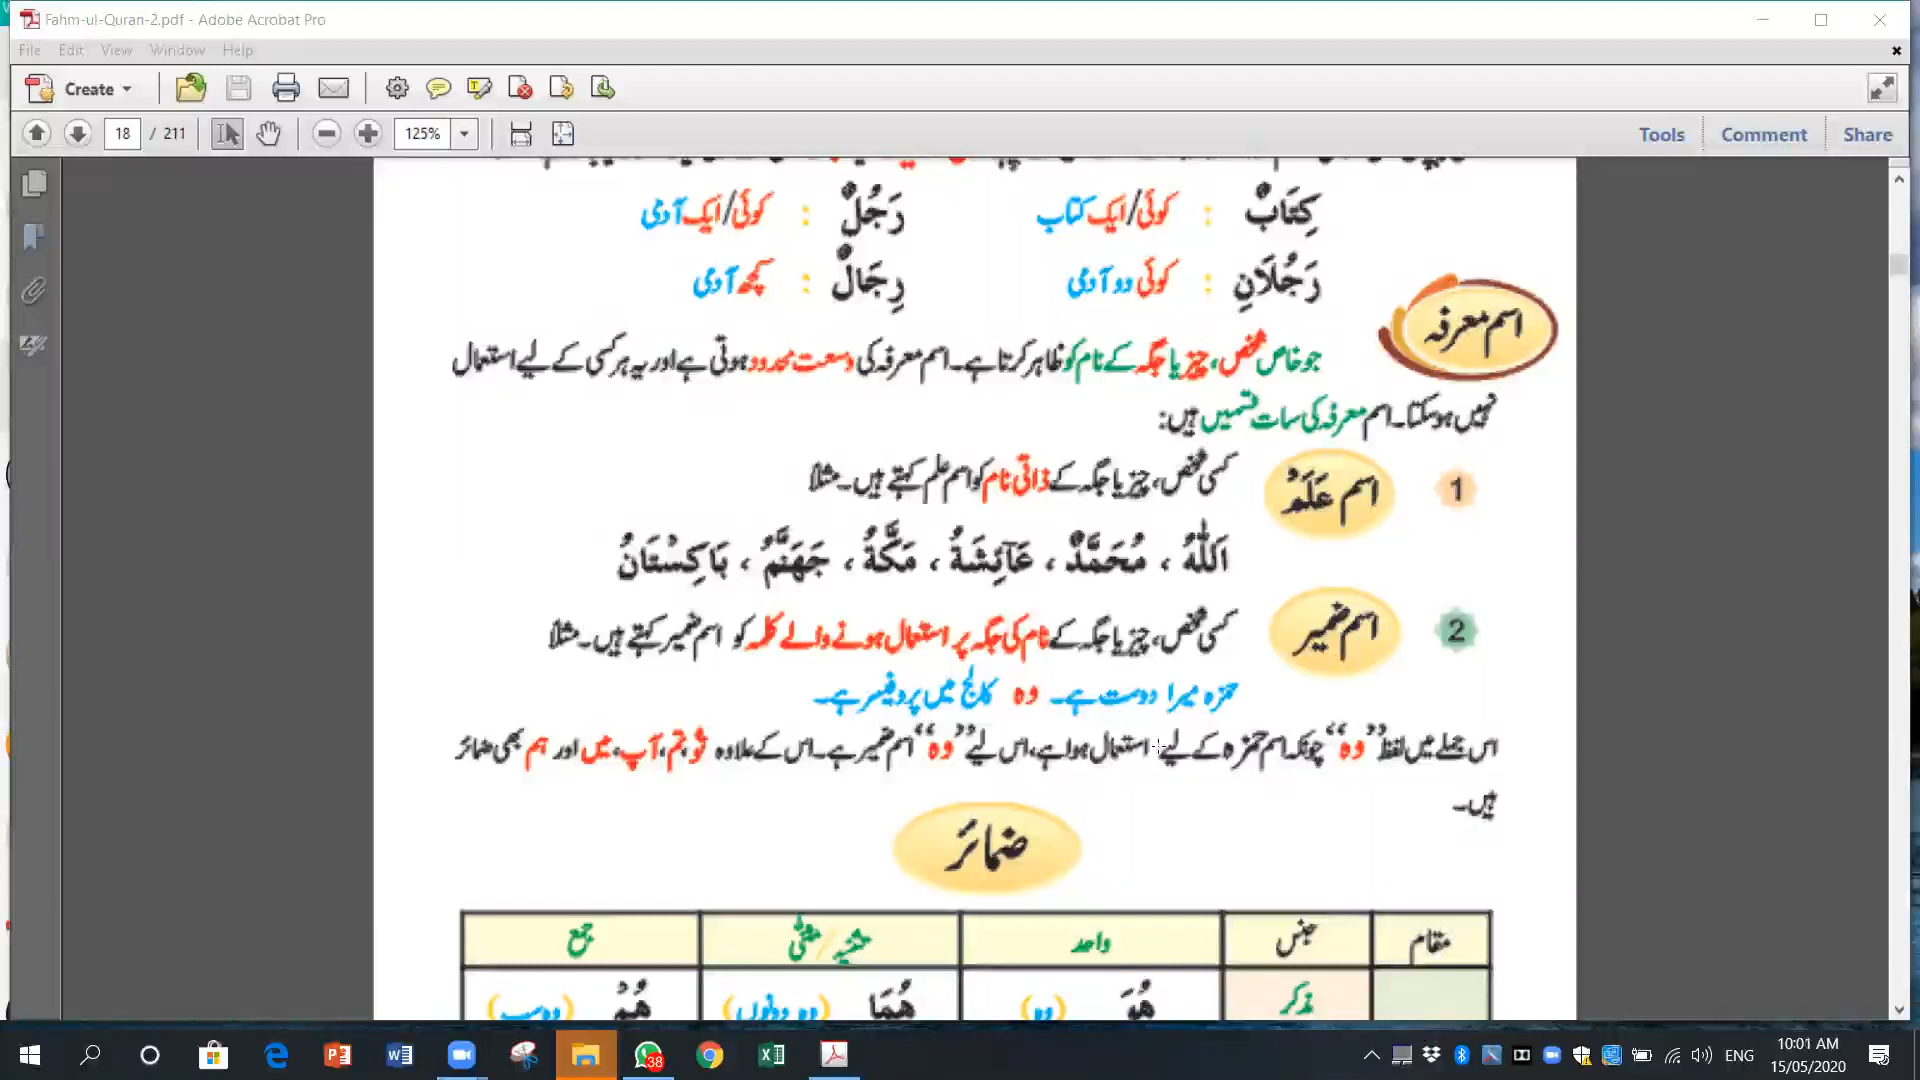 Fahm-ul-Quran-2.pdf - Adobe Acrobat Pro
File Edit View Window Help
Create
18 / 211 125% Tools Comment Share
كِتَابٌ : کوئی/ایک کتاب رَجُلٌ : کوئی/ایک آدمی
رَجُلَانِ : کوئی دو آدمی رِجَالٌ : کچھ آدمی
اسم معرفہ
جو خاص شخص، چیز یا جگہ کے نام کو ظاہر کرتا ہے۔ اسم معرفہ کی وسعت محدود ہوتی ہے اور یہ ہر کسی کے لیے استعمال
نہیں ہوسکتا۔ اسم معرفہ کی سات قسمیں ہیں:
1 اسم عَلَمْ کسی شخص، چیز یا جگہ کے ذاتی نام کو اسم علم کہتے ہیں۔ مثلاً
اَللّٰهُ ، مُحَمَّدٌ ، عَآئِشَةُ ، مَكَّةُ ، جَهَنَّمُ ، بَاكِسْتَانُ
2 اسم ضمیر کسی شخص، چیز یا جگہ کے نام کی جگہ پر استعمال ہونے والے کلمہ کو اسم ضمیر کہتے ہیں۔ مثلاً
حمزہ میرا دوست ہے۔ وہ کالج میں پروفیسر ہے۔
اس جملے میں لفظ ”وہ“ چونکہ اسم حمزہ کے لیے استعمال ہوا ہے، اس لیے ”وہ“ اسم ضمیر ہے۔ اس کے علاوہ تُو، تم، آپ، میں اور ہم بھی ضمائر
ہیں۔
ضمائر
مقام جنس واحد تثنیہ/مثنّٰی جمع
مذکر هُوَ (وہ) هُمَا (وہ دونوں) هُمْ (وہ سب)
38
ENG
10:01 AM
15/05/2020